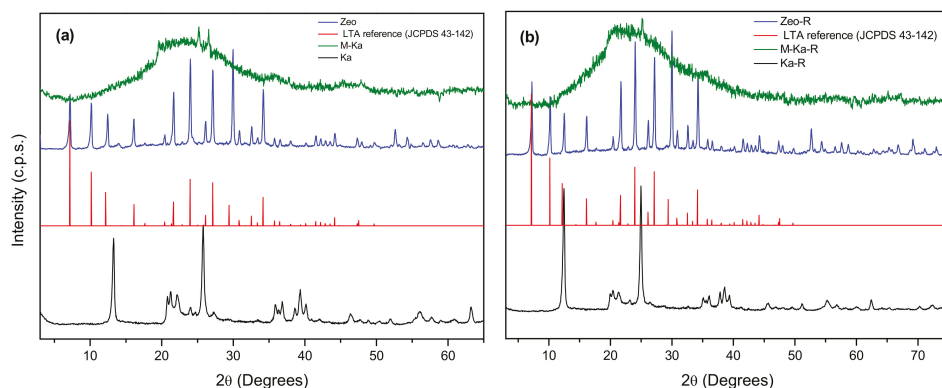 (a)
Zeo
LTA reference (JCPDS 43-142)
M-Ka
Ka
Intensity (c.p.s.)
10 20 30 40 50 60
2θ (Degrees)
(b)
Zeo-R
LTA reference (JCPDS 43-142)
M-Ka-R
Ka-R
10 20 30 40 50 60 70
2θ (Degrees)